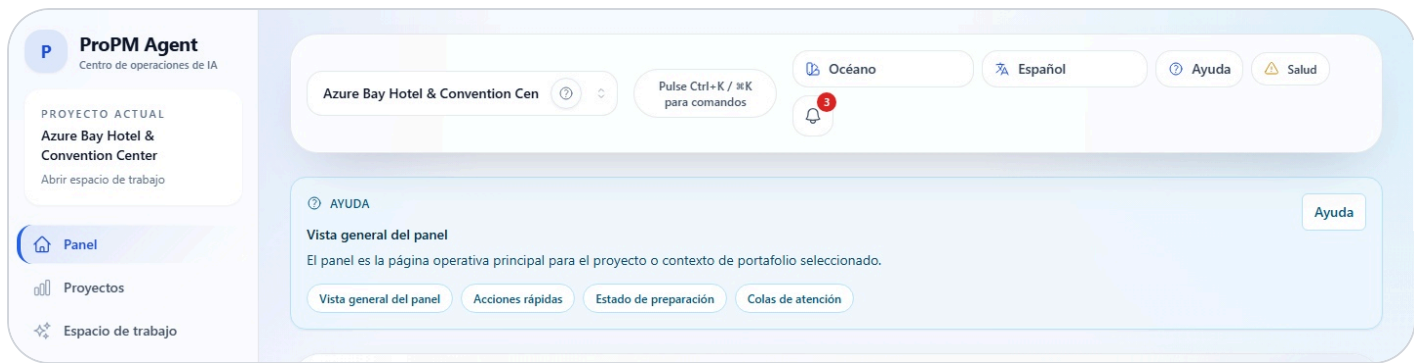 P
ProPM Agent
Centro de operaciones de IA
PROYECTO ACTUAL
Azure Bay Hotel &
Convention Center
Abrir espacio de trabajo
Panel
Proyectos
Espacio de trabajo
Azure Bay Hotel & Convention Cen
Pulse Ctrl+K / ⌘K
para comandos
Océano
Español
Ayuda
Salud
3
AYUDA
Ayuda
Vista general del panel
El panel es la página operativa principal para el proyecto o contexto de portafolio seleccionado.
Vista general del panel
Acciones rápidas
Estado de preparación
Colas de atención